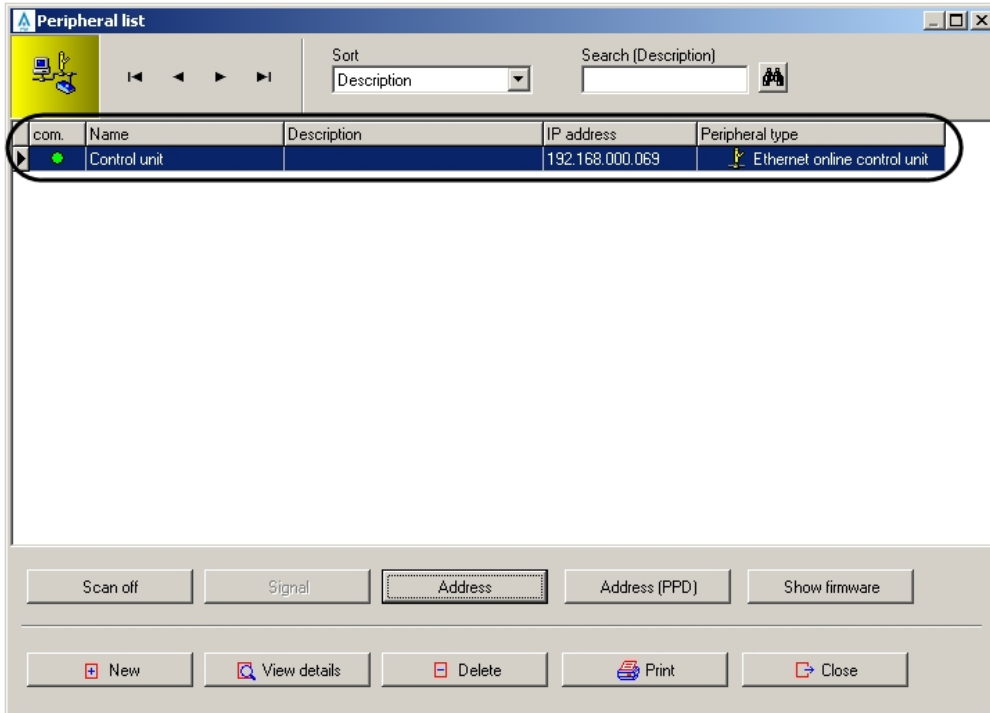 Peripheral list
Sort
Search (Description)
Description
com. Name Description IP address Peripheral type
Control unit 192.168.000.069 Ethernet online control unit
Scan off Signal Address Address (PPD) Show firmware
New View details Delete Print Close